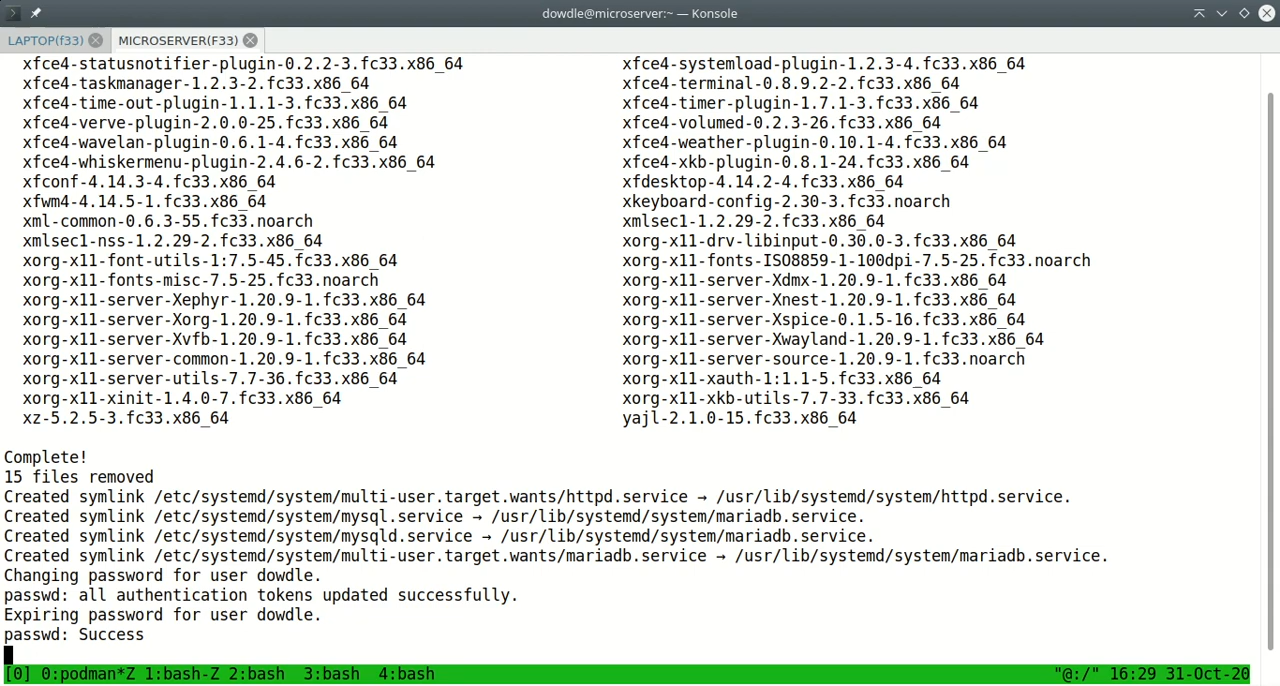 dowdle@microserver:~ — Konsole
LAPTOP(f33) MICROSERVER(F33)
xfce4-statusnotifier-plugin-0.2.2-3.fc33.x86_64 xfce4-systemload-plugin-1.2.3-4.fc33.x86_64
xfce4-taskmanager-1.2.3-2.fc33.x86_64 xfce4-terminal-0.8.9.2-2.fc33.x86_64
xfce4-time-out-plugin-1.1.1-3.fc33.x86_64 xfce4-timer-plugin-1.7.1-3.fc33.x86_64
xfce4-verve-plugin-2.0.0-25.fc33.x86_64 xfce4-volumed-0.2.3-26.fc33.x86_64
xfce4-wavelan-plugin-0.6.1-4.fc33.x86_64 xfce4-weather-plugin-0.10.1-4.fc33.x86_64
xfce4-whiskermenu-plugin-2.4.6-2.fc33.x86_64 xfce4-xkb-plugin-0.8.1-24.fc33.x86_64
xfconf-4.14.3-4.fc33.x86_64 xfdesktop-4.14.2-4.fc33.x86_64
xfwm4-4.14.5-1.fc33.x86_64 xkeyboard-config-2.30-3.fc33.noarch
xml-common-0.6.3-55.fc33.noarch xmlsec1-1.2.29-2.fc33.x86_64
xmlsec1-nss-1.2.29-2.fc33.x86_64 xorg-x11-drv-libinput-0.30.0-3.fc33.x86_64
xorg-x11-font-utils-1:7.5-45.fc33.x86_64 xorg-x11-fonts-ISO8859-1-100dpi-7.5-25.fc33.noarch
xorg-x11-fonts-misc-7.5-25.fc33.noarch xorg-x11-server-Xdmx-1.20.9-1.fc33.x86_64
xorg-x11-server-Xephyr-1.20.9-1.fc33.x86_64 xorg-x11-server-Xnest-1.20.9-1.fc33.x86_64
xorg-x11-server-Xorg-1.20.9-1.fc33.x86_64 xorg-x11-server-Xspice-0.1.5-16.fc33.x86_64
xorg-x11-server-Xvfb-1.20.9-1.fc33.x86_64 xorg-x11-server-Xwayland-1.20.9-1.fc33.x86_64
xorg-x11-server-common-1.20.9-1.fc33.x86_64 xorg-x11-server-source-1.20.9-1.fc33.noarch
xorg-x11-server-utils-7.7-36.fc33.x86_64 xorg-x11-xauth-1:1.1-5.fc33.x86_64
xorg-x11-xinit-1.4.0-7.fc33.x86_64 xorg-x11-xkb-utils-7.7-33.fc33.x86_64
xz-5.2.5-3.fc33.x86_64 yajl-2.1.0-15.fc33.x86_64
Complete!
15 files removed
Created symlink /etc/systemd/system/multi-user.target.wants/httpd.service → /usr/lib/systemd/system/httpd.service.
Created symlink /etc/systemd/system/mysql.service → /usr/lib/systemd/system/mariadb.service.
Created symlink /etc/systemd/system/mysqld.service → /usr/lib/systemd/system/mariadb.service.
Created symlink /etc/systemd/system/multi-user.target.wants/mariadb.service → /usr/lib/systemd/system/mariadb.service.
Changing password for user dowdle.
passwd: all authentication tokens updated successfully.
Expiring password for user dowdle.
passwd: Success
[0] 0:podman*Z 1:bash-Z 2:bash  3:bash  4:bash "@:/" 16:29 31-Oct-20